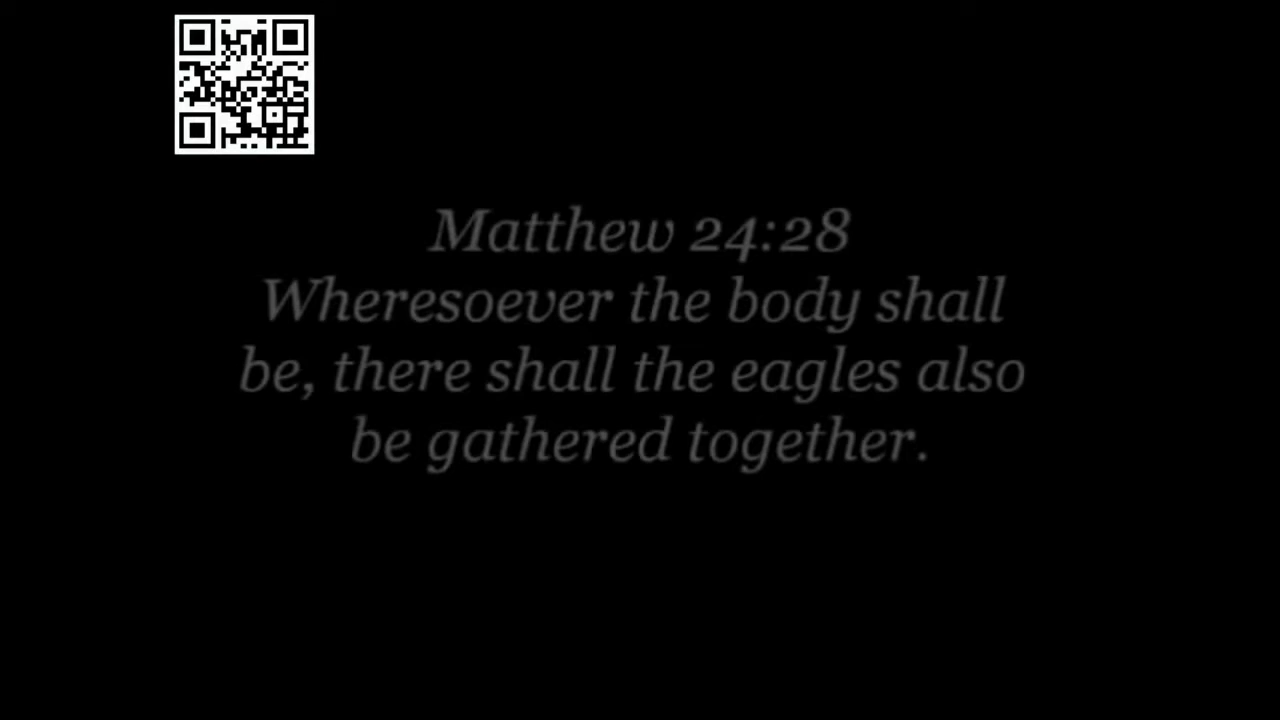 Matthew 24:28
Wheresoever the body shall
be, there shall the eagles also
be gathered together.